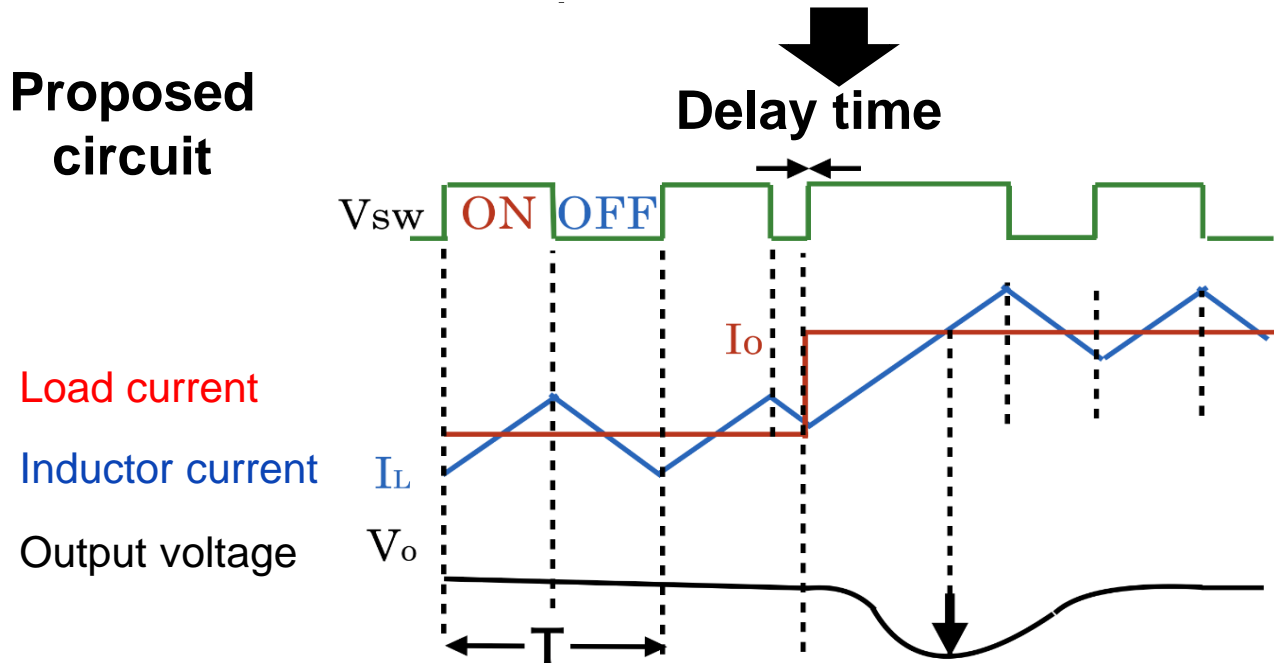 Proposed
circuit
Delay time
Vsw
ON
OFF
Io
Load current
Inductor current
IL
Output voltage
Vo
T